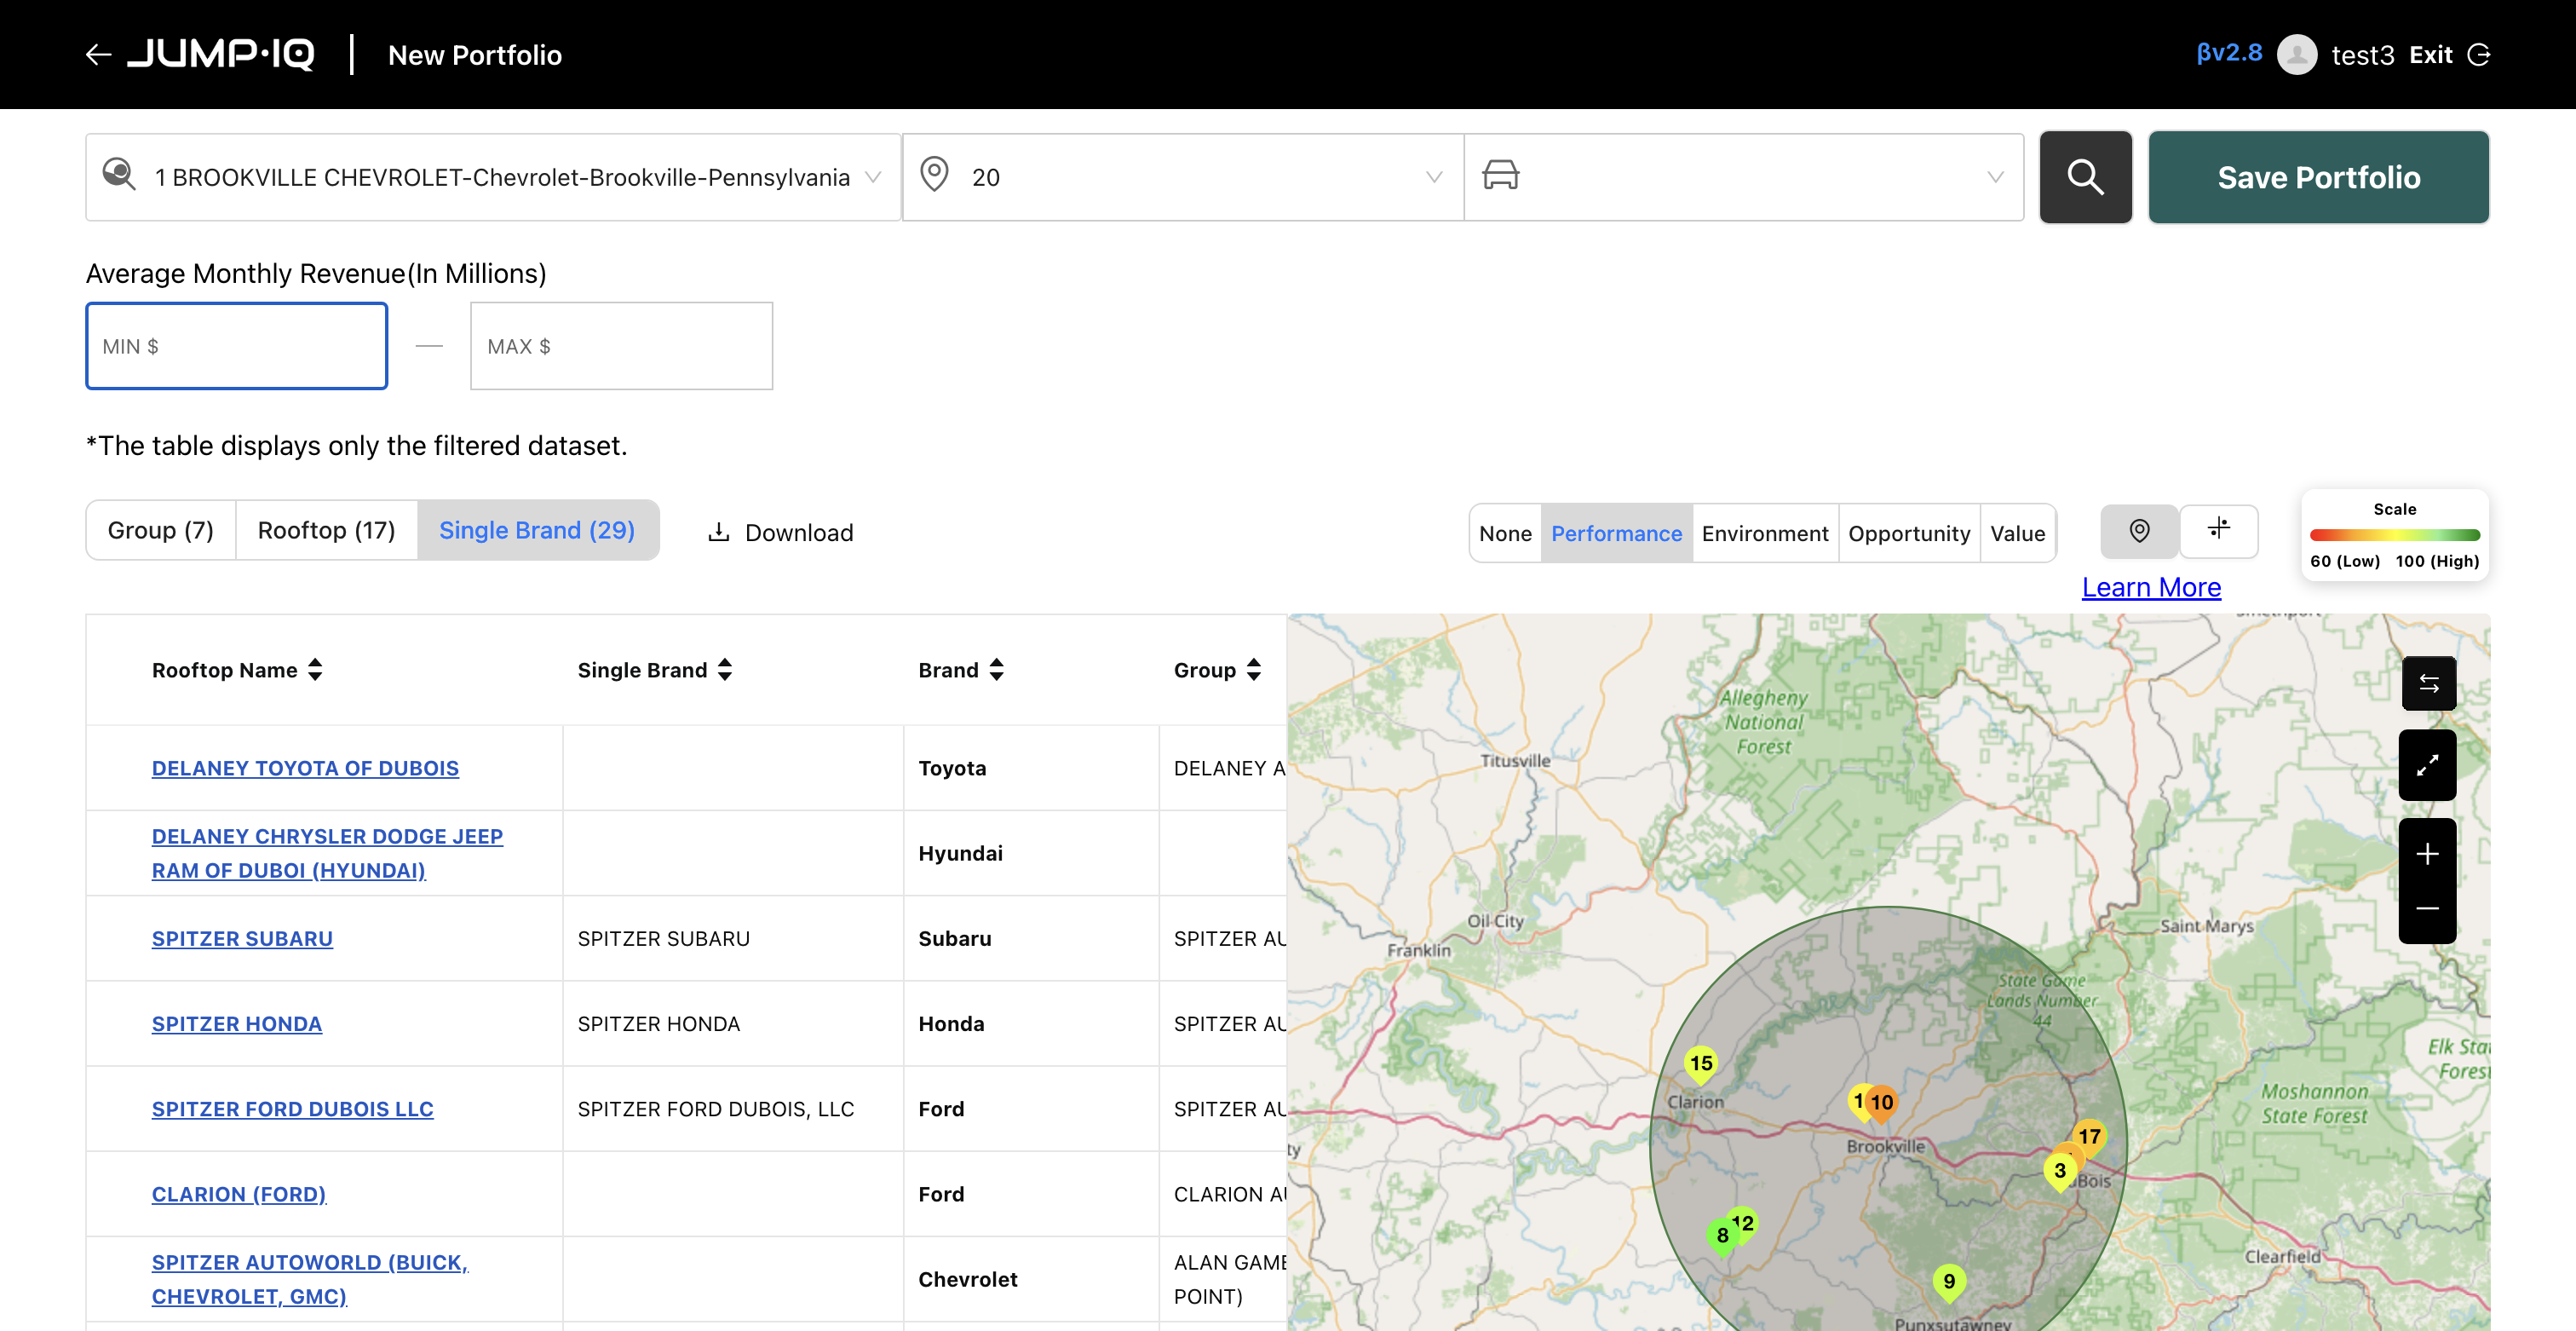 JUMP·IQ
New Portfolio
βv2.8
test3
Exit
1 BROOKVILLE CHEVROLET-Chevrolet-Brookville-Pennsylvania
20
Save Portfolio
Average Monthly Revenue(In Millions)
MIN $
—
MAX $
*The table displays only the filtered dataset.
Group (7)
Rooftop (17)
Single Brand (29)
Download
None
Performance
Environment
Opportunity
Value
Learn More
Scale
60 (Low)
100 (High)
Rooftop Name
Single Brand
Brand
Group
DELANEY TOYOTA OF DUBOIS
Toyota
DELANEY A
DELANEY CHRYSLER DODGE JEEP
RAM OF DUBOI (HYUNDAI)
Hyundai
SPITZER SUBARU
SPITZER SUBARU
Subaru
SPITZER AU
SPITZER HONDA
SPITZER HONDA
Honda
SPITZER AU
SPITZER FORD DUBOIS LLC
SPITZER FORD DUBOIS, LLC
Ford
SPITZER AU
CLARION (FORD)
Ford
CLARION AU
SPITZER AUTOWORLD (BUICK,
CHEVROLET, GMC)
Chevrolet
ALAN GAME
POINT)
Allegheny
National
Forest
Titusville
Oil City
Franklin
Saint Marys
State Game
Lands Number
44
Elk Sta
Forest
Moshannon
State Forest
15
Clarion
1
10
Brookville
17
3
uBois
12
8
9
Clearfield
Punxsutawney